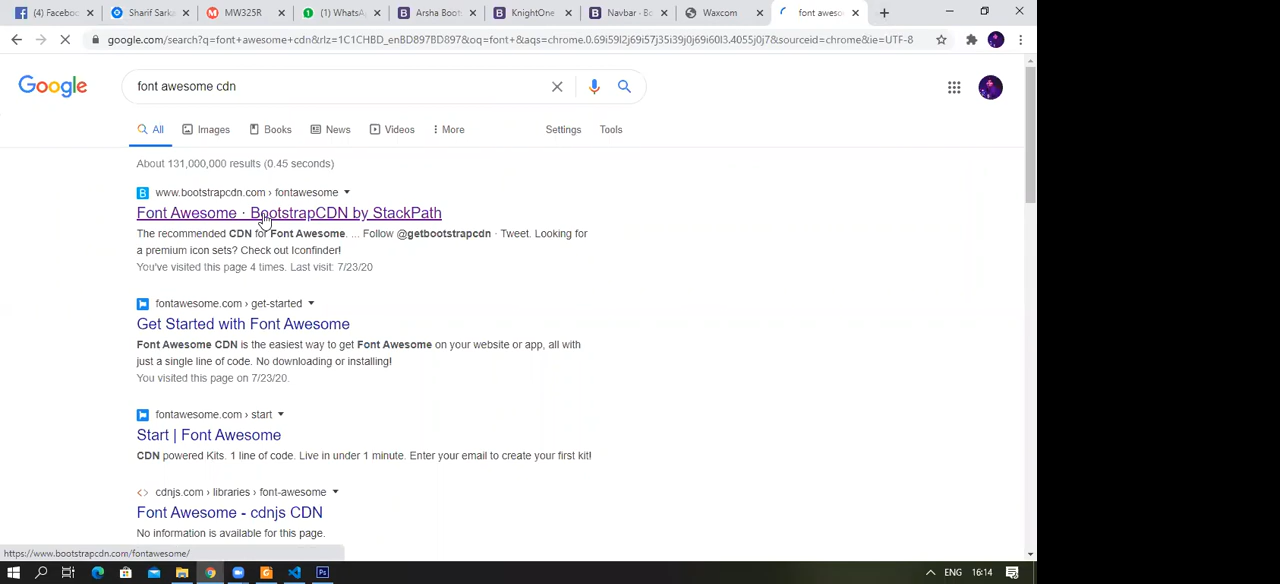 (4) Faceboo
Sharif Sarka
MW325R
(1) WhatsA
Arsha Boots
KnightOne
Navbar · Bo
Waxcom
font aweso
google.com/search?q=font+awesome+cdn&rlz=1C1CHBD_enBD897BD897&oq=font+&aqs=chrome.0.69i59l2j69i57j35i39j0j69i60l3.4055j0j7&sourceid=chrome&ie=UTF-8
Google
font awesome cdn
All
Images
Books
News
Videos
More
Settings
Tools
About 131,000,000 results (0.45 seconds)
www.bootstrapcdn.com › fontawesome
Font Awesome · BootstrapCDN by StackPath
The recommended CDN for Font Awesome. ... Follow @getbootstrapcdn · Tweet. Looking for
a premium icon sets? Check out Iconfinder!
You've visited this page 4 times. Last visit: 7/23/20
fontawesome.com › get-started
Get Started with Font Awesome
Font Awesome CDN is the easiest way to get Font Awesome on your website or app, all with
just a single line of code. No downloading or installing!
You visited this page on 7/23/20.
fontawesome.com › start
Start | Font Awesome
CDN powered Kits. 1 line of code. Live in under 1 minute. Enter your email to create your first kit!
cdnjs.com › libraries › font-awesome
Font Awesome - cdnjs CDN
No information is available for this page.
https://www.bootstrapcdn.com/fontawesome/
ENG
16:14